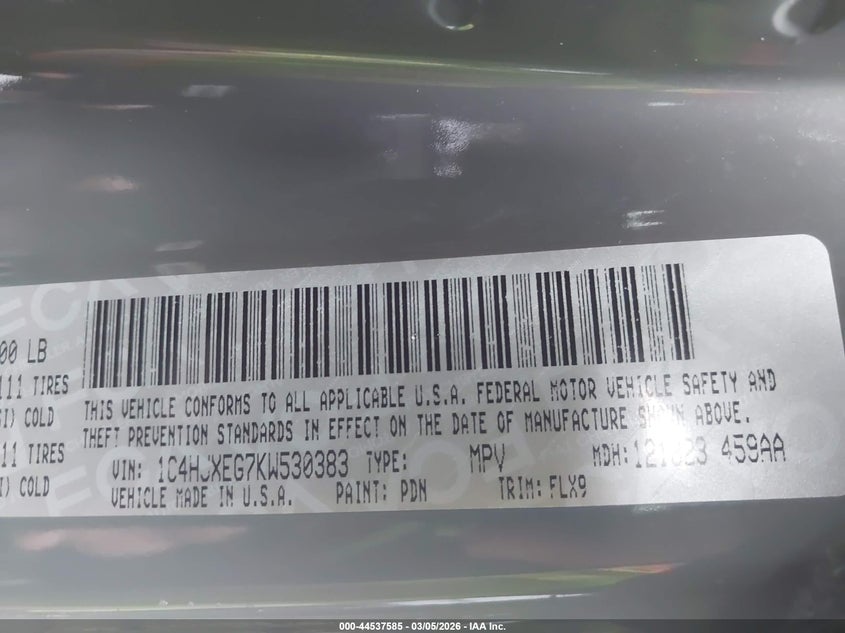 00 LB
111 TIRES
COLD
11 TIRES
COLD
THIS VEHICLE CONFORMS TO ALL APPLICABLE U.S.A. FEDERAL MOTOR VEHICLE SAFETY AND
THEFT PREVENTION STANDARDS IN EFFECT ON THE DATE OF MANUFACTURE SHOWN ABOVE.
VIN: 1C4HJXEG7KW530383 TYPE: MPV MDH: 459AA
VEHICLE MADE IN U.S.A. PAINT: PDN TRIM: FLX9
000-44537585 - 03/05/2026 - IAA Inc.